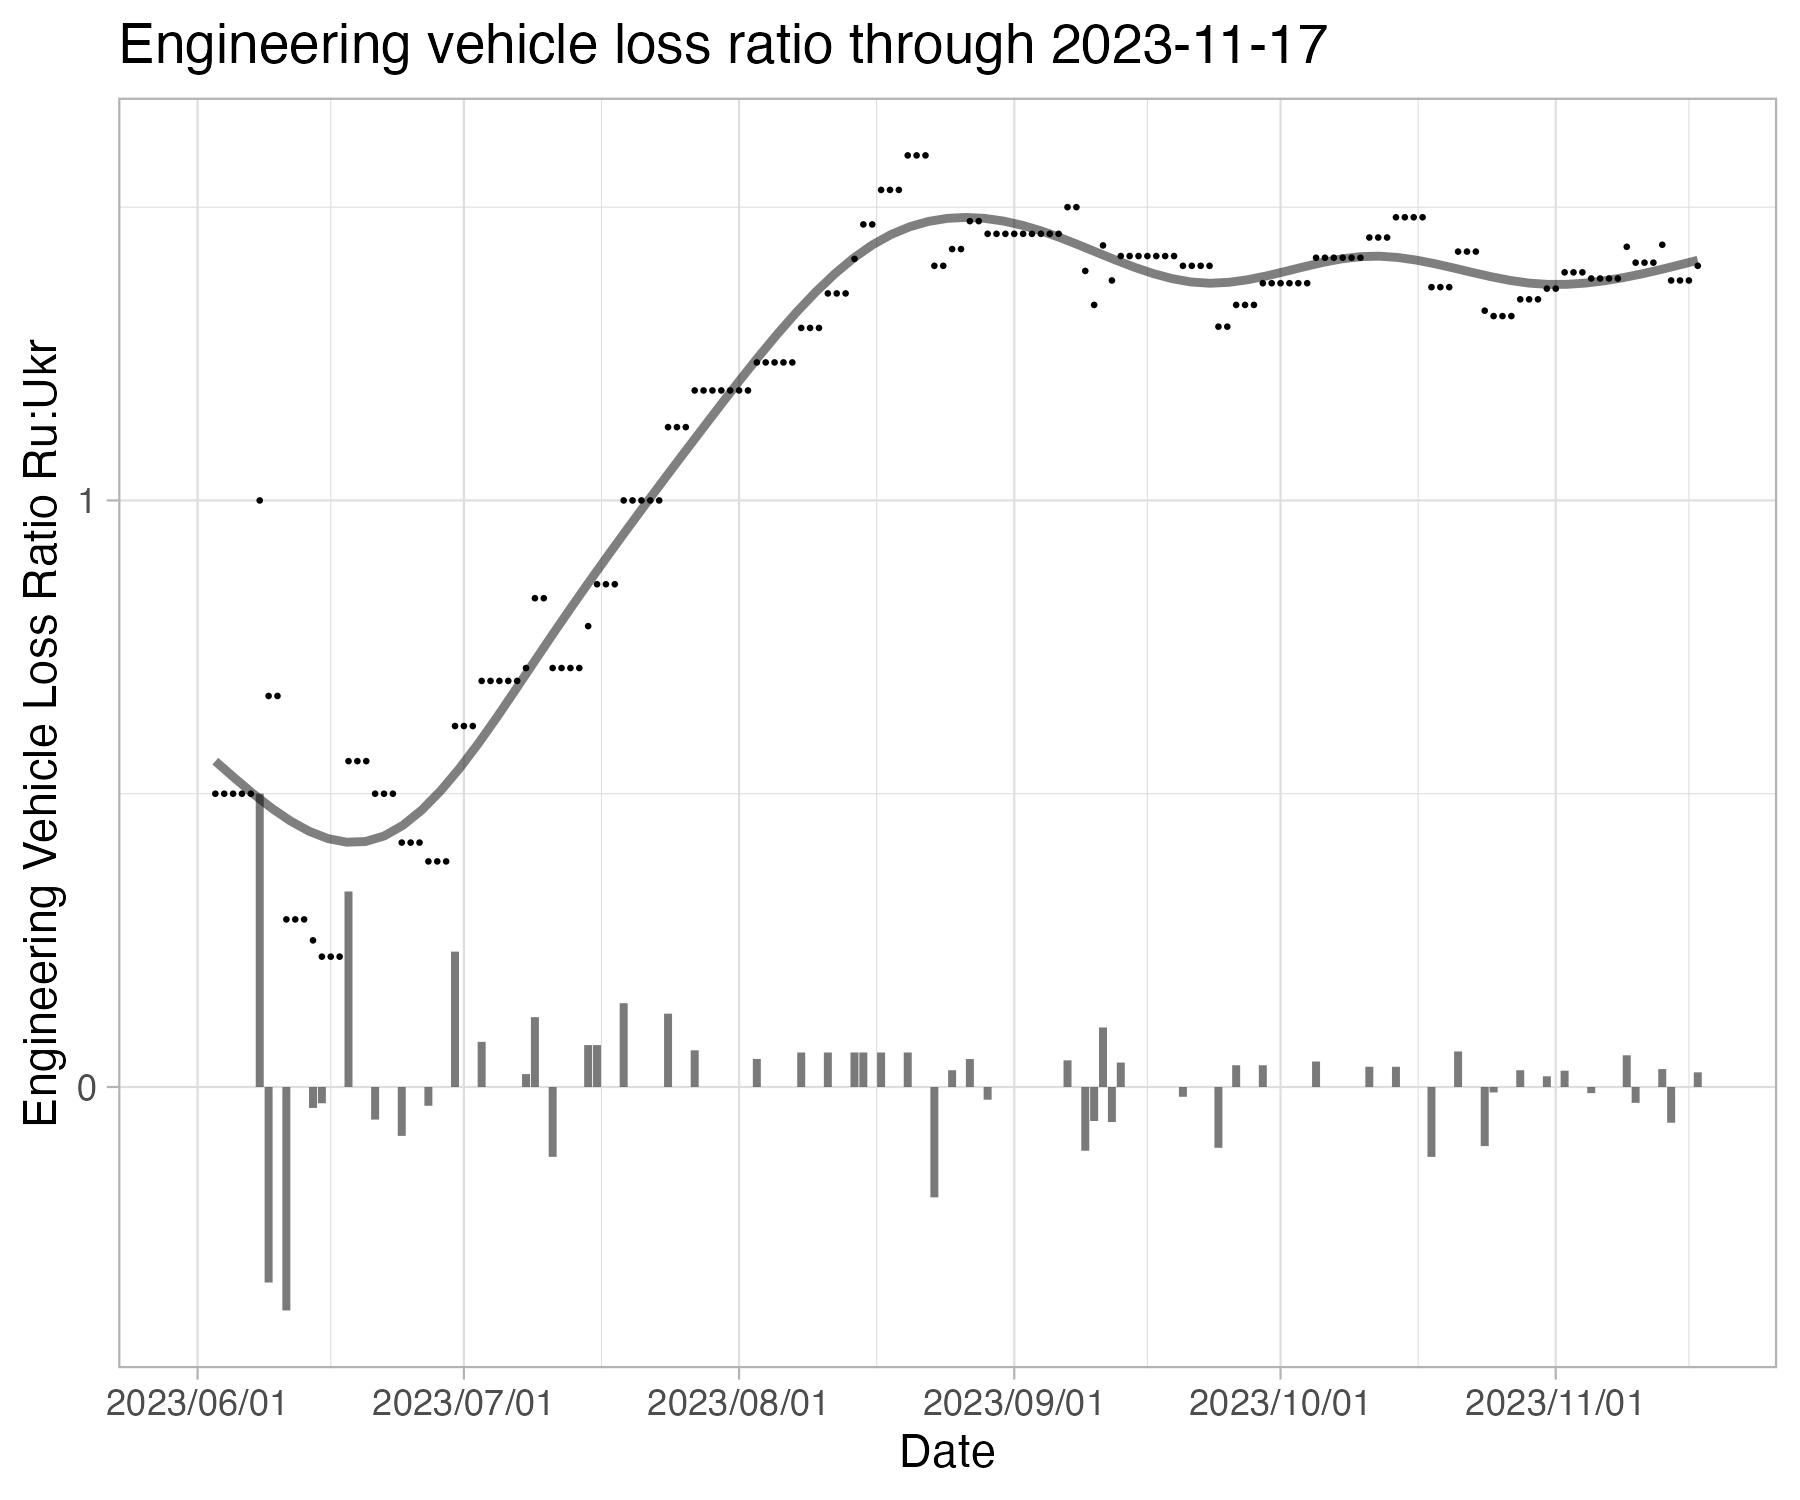 Engineering vehicle loss ratio through 2023-11-17
Engineering Vehicle Loss Ratio Ru:Ukr
1
0
2023/06/01 2023/07/01 2023/08/01 2023/09/01 2023/10/01 2023/11/01
Date